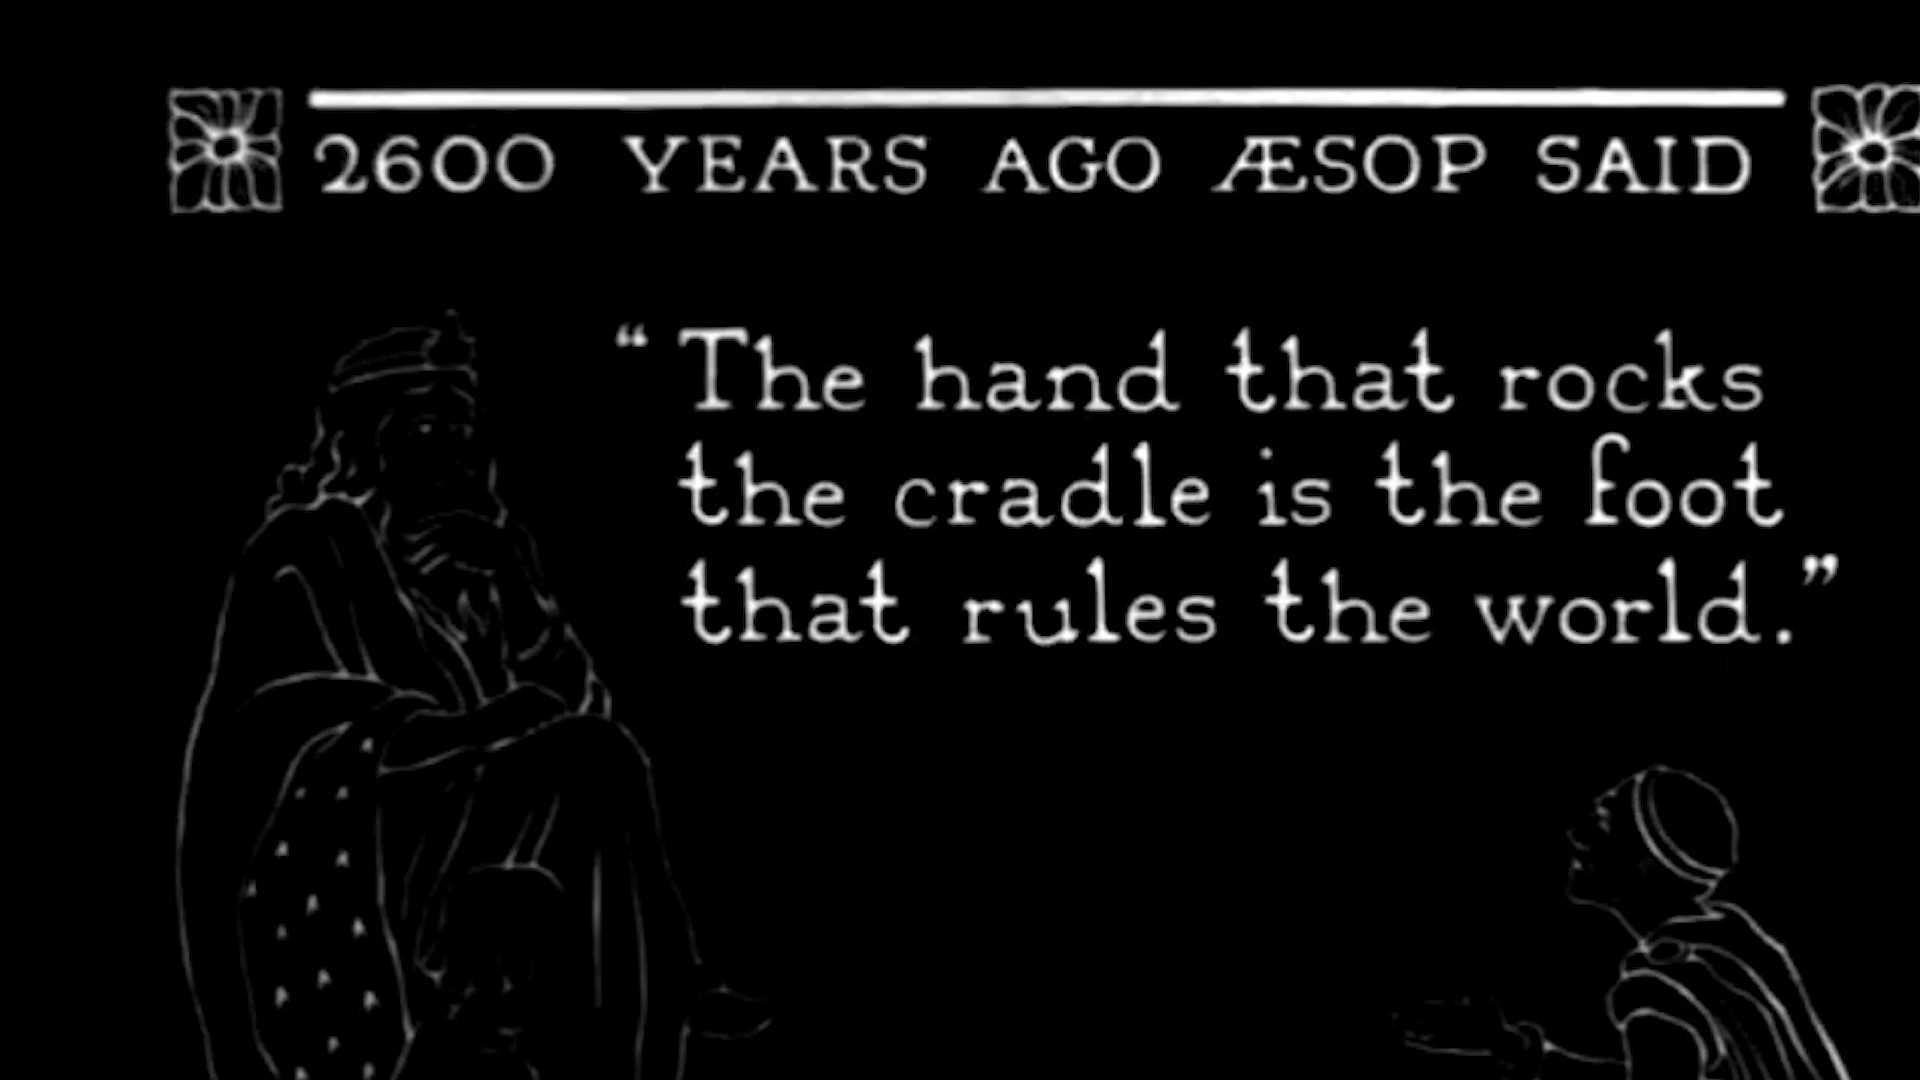 2600 YEARS AGO ÆSOP SAID
“The hand that rocks
the cradle is the foot
that rules the world.”